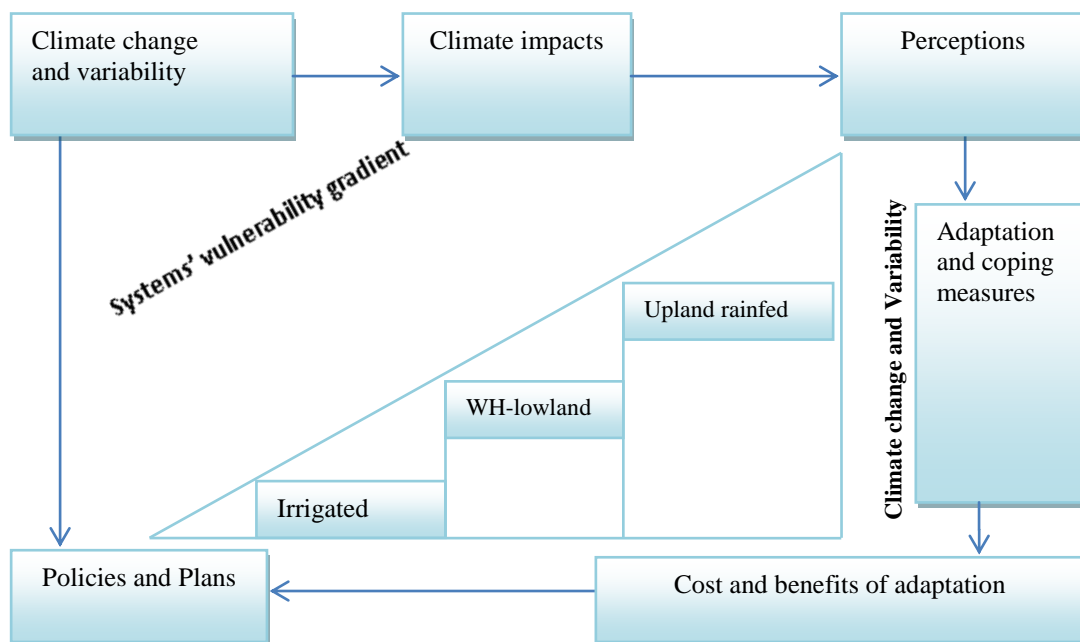 Climate change
and variability
Climate impacts
Perceptions
Systems' vulnerability gradient
Climate change and Variability
Adaptation
and coping
measures
Upland rainfed
WH-lowland
Irrigated
Policies and Plans
Cost and benefits of adaptation